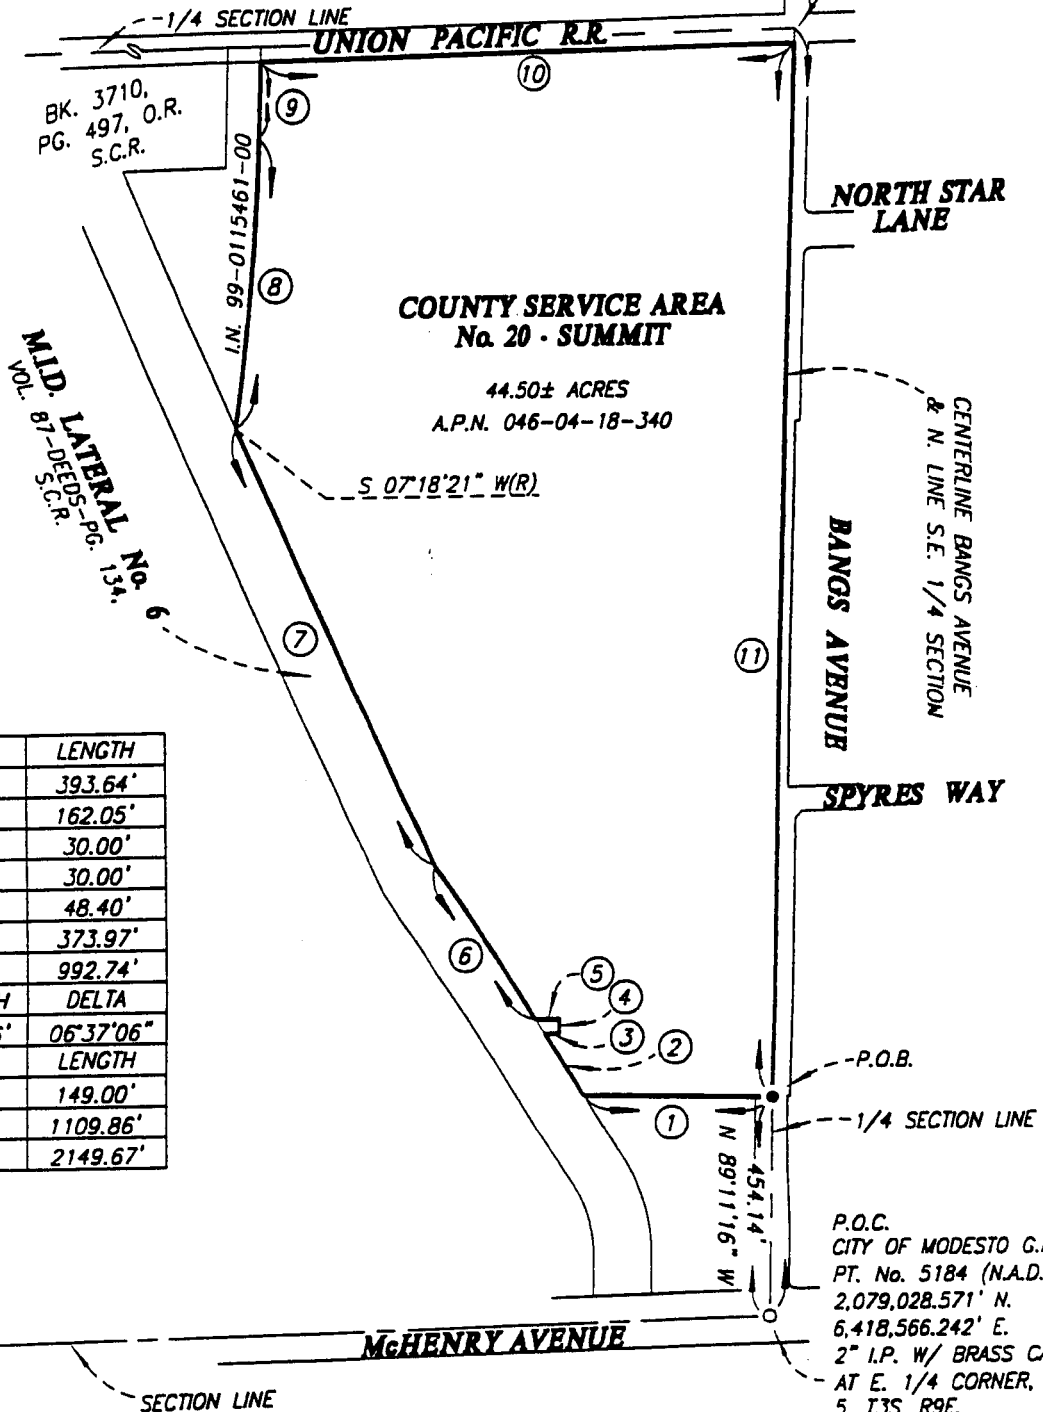 1/4 SECTION LINE
UNION PACIFIC R.R.
10
BK. 3710,
PG. 497, O.R.
S.C.R.
9
I.N. 99-0115461-00
8
NORTH STAR
LANE
COUNTY SERVICE AREA
No. 20 - SUMMIT
44.50± ACRES
A.P.N. 046-04-18-340
M.I.D. LATERAL No. 6
VOL. 87-DEEDS-PG. 134,
S.C.R.
S 07°18'21" W(R)
CENTERLINE BANGS AVENUE
& N. LINE S.E. 1/4 SECTION
BANGS AVENUE
7
11
LENGTH
393.64'
162.05'
30.00'
30.00'
48.40'
373.97'
992.74'
H DELTA
' 06°37'06"
LENGTH
149.00'
1109.86'
2149.67'
SPYRES WAY
6
5
4
3
2
1
P.O.B.
1/4 SECTION LINE
N 89°11'16" W
454.14'
P.O.C.
CITY OF MODESTO G.
PT. No. 5184 (N.A.D.
2,079,028.571' N.
6,418,566.242' E.
2" I.P. W/ BRASS CA
AT E. 1/4 CORNER,
5, T3S, R9E,
McHENRY AVENUE
SECTION LINE